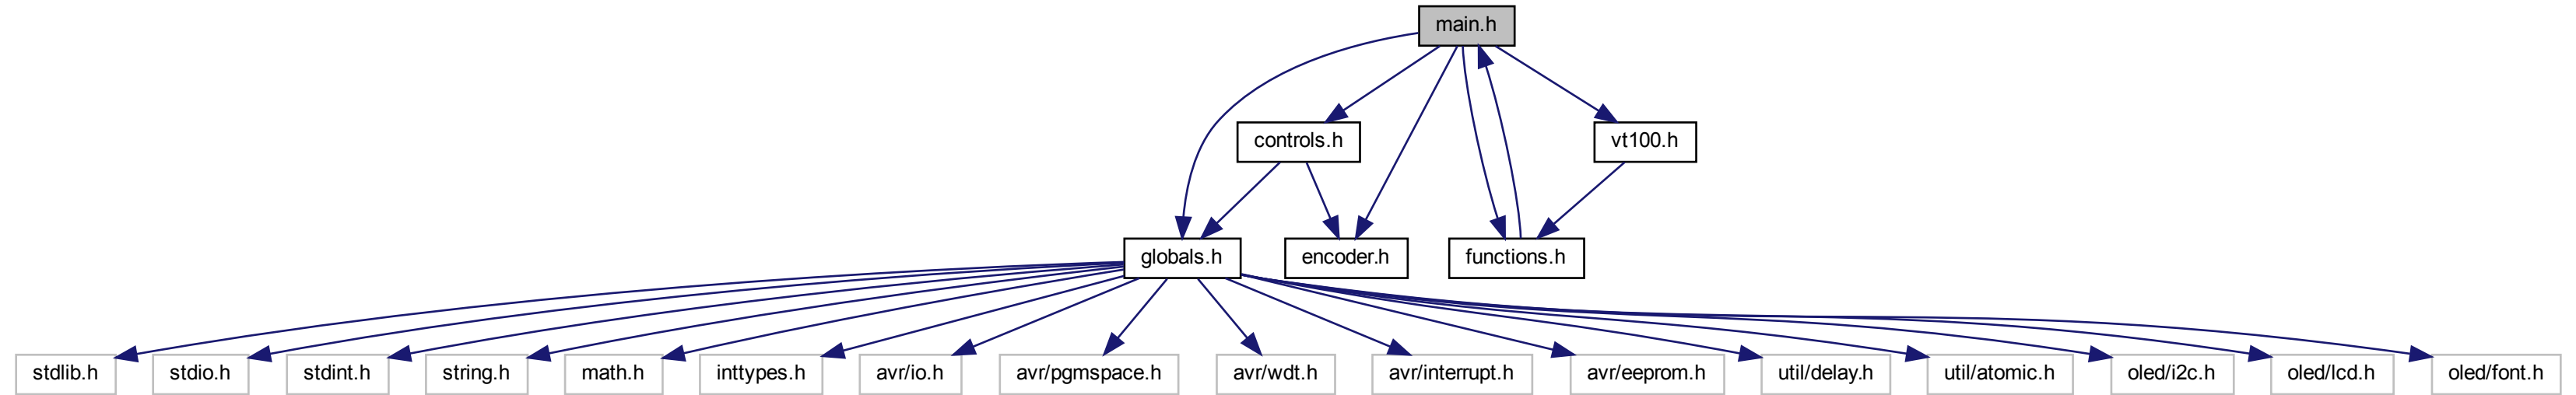 main.h
controls.h
vt100.h
globals.h
encoder.h
functions.h
stdlib.h
stdio.h
stdint.h
string.h
math.h
inttypes.h
avr/io.h
avr/pgmspace.h
avr/wdt.h
avr/interrupt.h
avr/eeprom.h
util/delay.h
util/atomic.h
oled/i2c.h
oled/lcd.h
oled/font.h